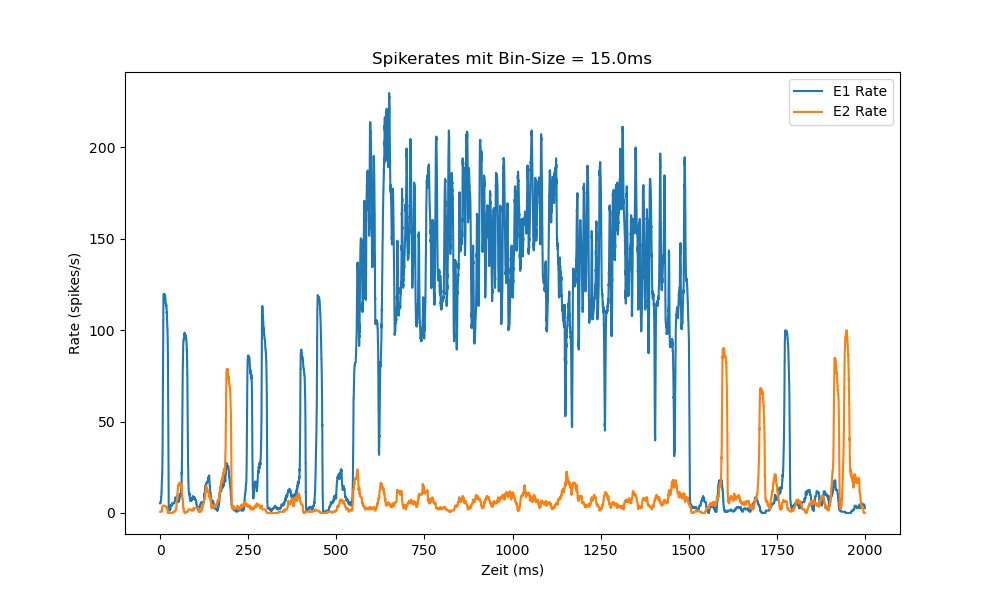 Spikerates mit Bin-Size = 15.0ms
E1 Rate
E2 Rate
200
150
100
50
0
Rate (spikes/s)
0 250 500 750 1000 1250 1500 1750 2000
Zeit (ms)